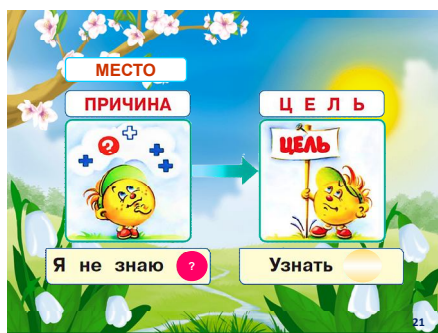 МЕСТО
ПРИЧИНА
Ц Е Л Ь
?
ЦЕЛЬ
Я не знаю ?
Узнать
21